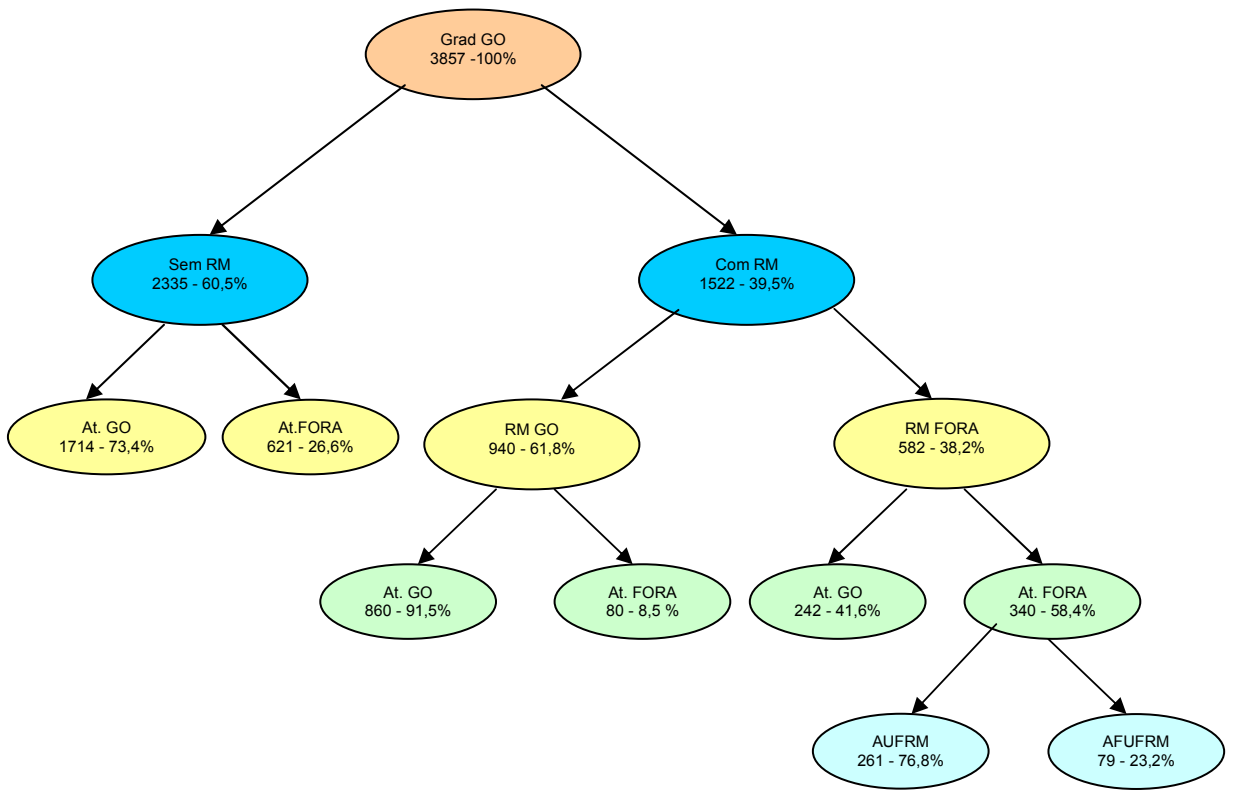 Grad GO
3857 -100%
Sem RM
2335 - 60,5%
Com RM
1522 - 39,5%
At. GO
1714 - 73,4%
At.FORA
621 - 26,6%
RM GO
940 - 61,8%
RM FORA
582 - 38,2%
At. GO
860 - 91,5%
At. FORA
80 - 8,5 %
At. GO
242 - 41,6%
At. FORA
340 - 58,4%
AUFRM
261 - 76,8%
AFUFRM
79 - 23,2%